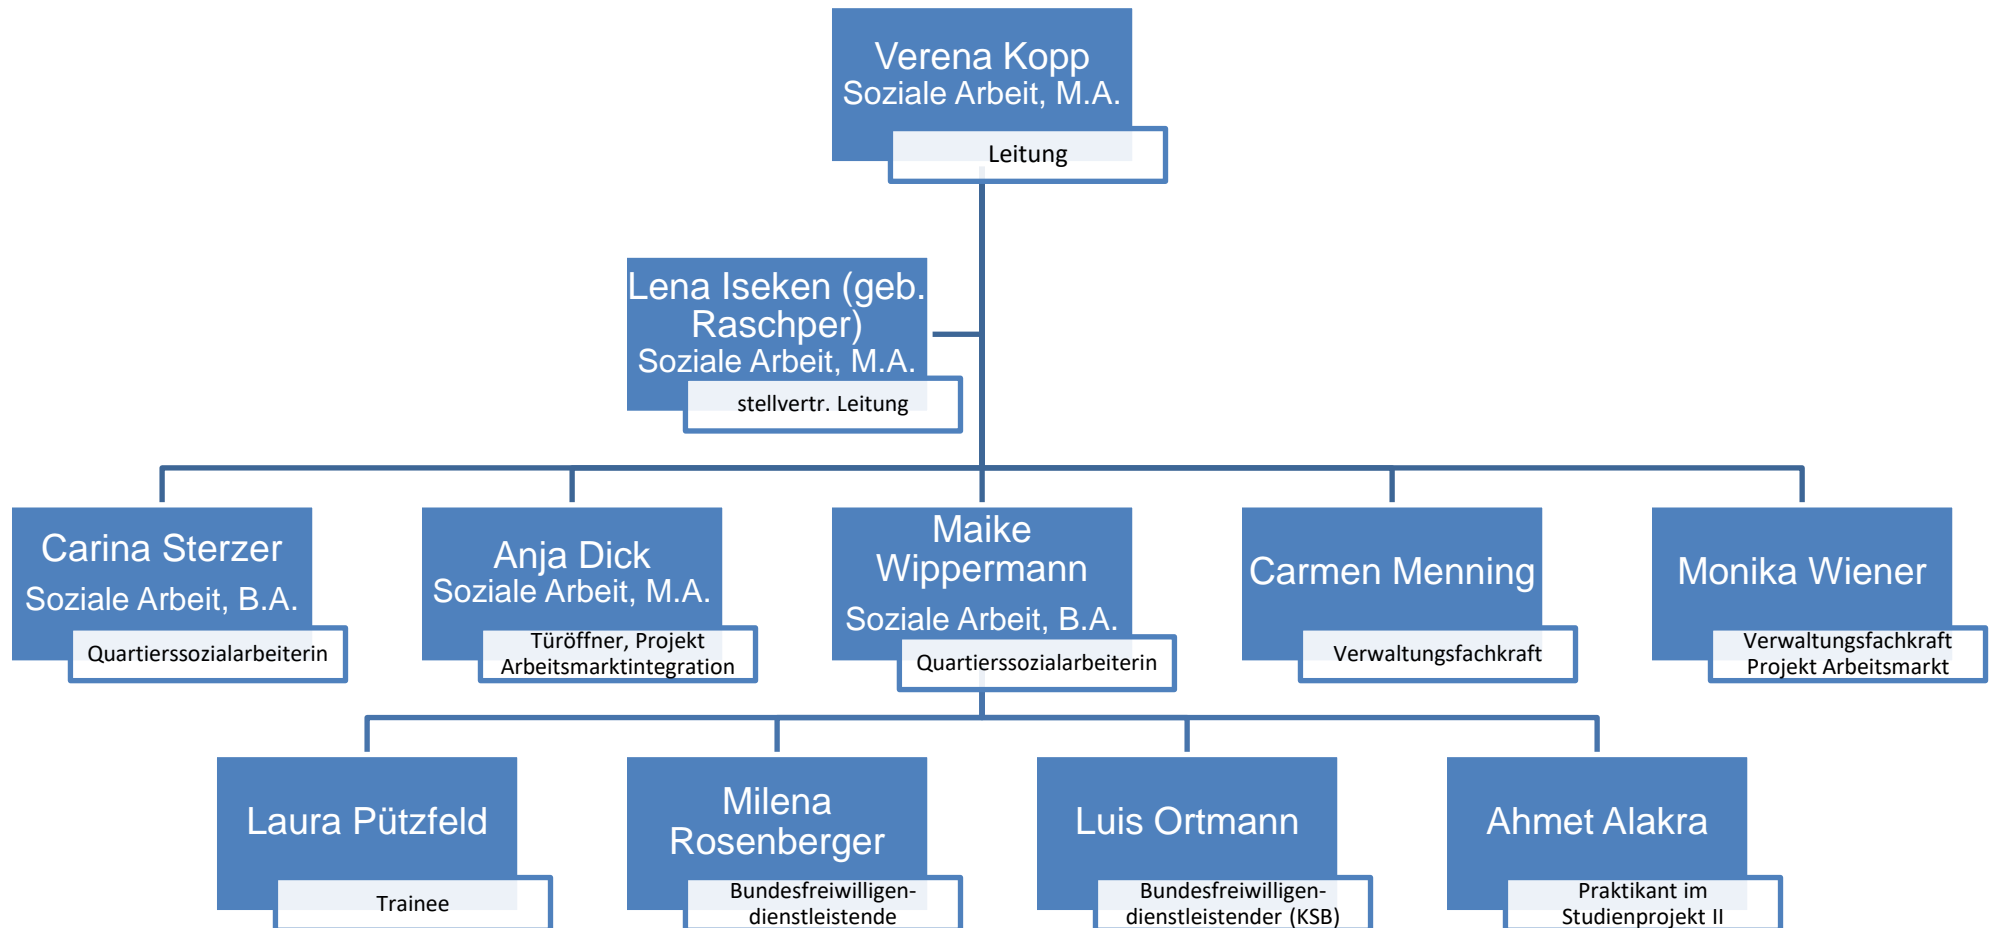 Verena Kopp
Soziale Arbeit, M.A.
Leitung
Lena Iseken (geb.
Raschper)
Soziale Arbeit, M.A.
stellvertr. Leitung
Carina Sterzer
Soziale Arbeit, B.A.
Quartierssozialarbeiterin
Anja Dick
Soziale Arbeit, M.A.
Türöffner, Projekt
Arbeitsmarktintegration
Maike
Wippermann
Soziale Arbeit, B.A.
Quartierssozialarbeiterin
Carmen Menning
Verwaltungsfachkraft
Monika Wiener
Verwaltungsfachkraft
Projekt Arbeitsmarkt
Laura Pützfeld
Trainee
Milena
Rosenberger
Bundesfreiwilligen-
dienstleistende
Luis Ortmann
Bundesfreiwilligen-
dienstleistender (KSB)
Ahmet Alakra
Praktikant im
Studienprojekt II